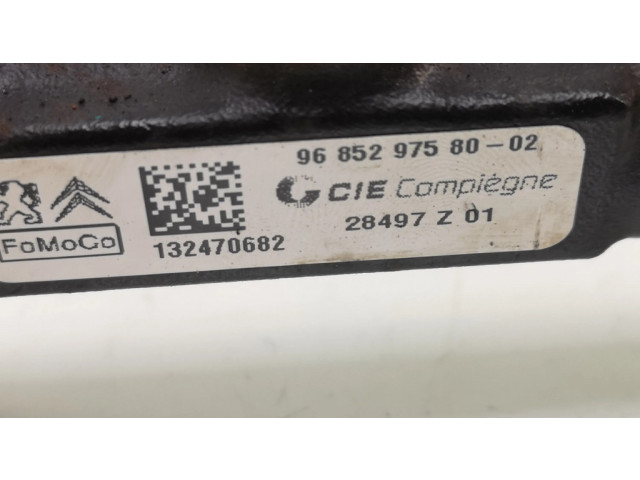 96 852 975 80-02
CIE Compiègne
28497 Z 01
FoMoCo
132470682